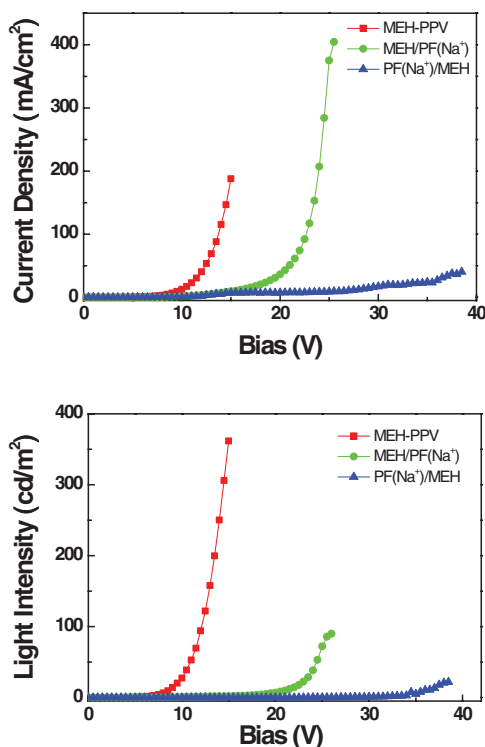 400
300
200
100
0
Current Density (mA/cm²)
MEH-PPV
MEH/PF(Na⁺)
PF(Na⁺)/MEH
0 10 20 30 40
Bias (V)
400
300
200
100
0
Light Intensity (cd/m²)
MEH-PPV
MEH/PF(Na⁺)
PF(Na⁺)/MEH
0 10 20 30 40
Bias (V)